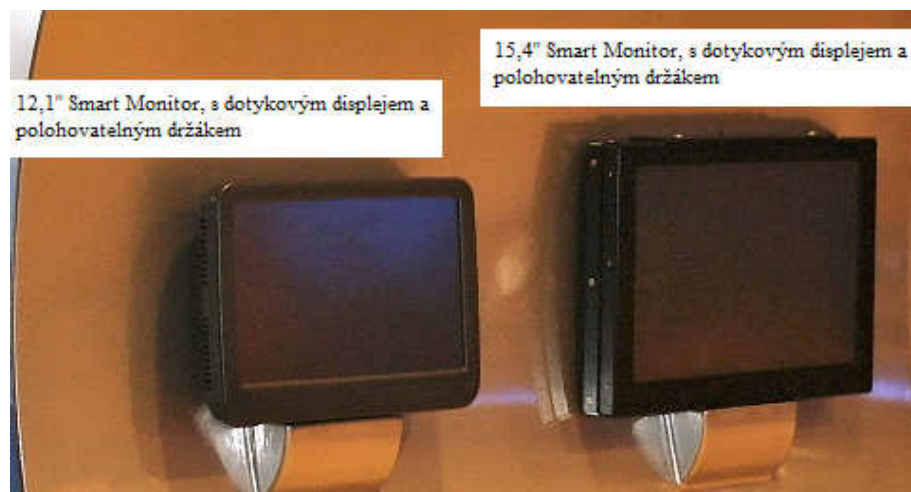 15,4" Smart Monitor, s dotykovým displejem a
polohovatelným držákem
12,1" Smart Monitor, s dotykovým displejem a
polohovatelným držákem